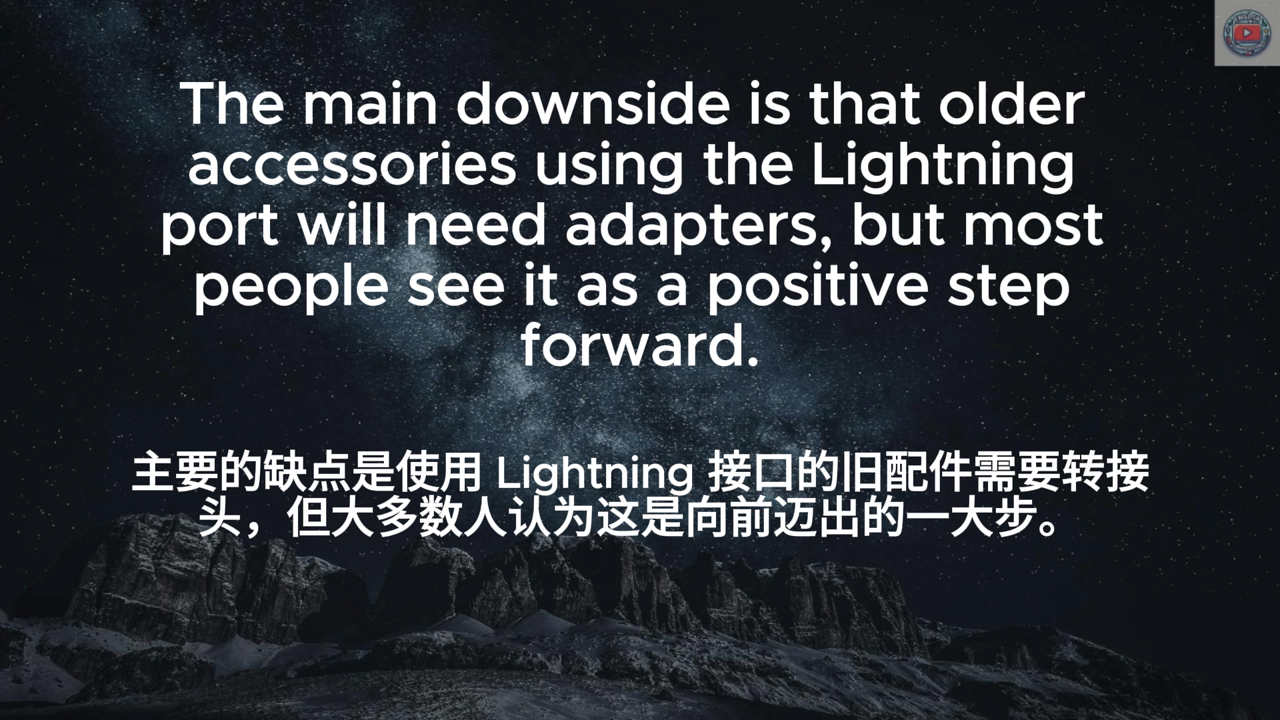 The main downside is that older
accessories using the Lightning
port will need adapters, but most
people see it as a positive step
forward.
主要的缺点是使用 Lightning 接口的旧配件需要转接
头，但大多数人认为这是向前迈出的一大步。